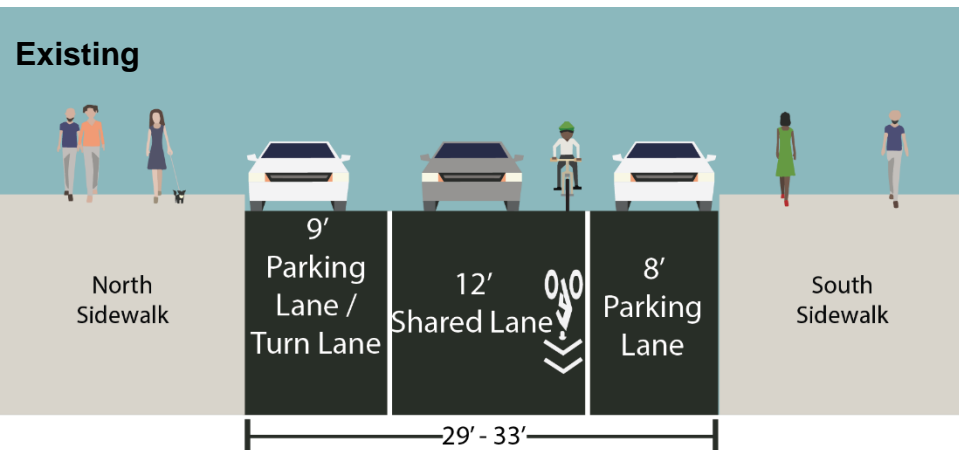 Existing
North
Sidewalk
9′
Parking
Lane /
Turn Lane
12′
Shared Lane
8′
Parking
Lane
South
Sidewalk
29′ - 33′